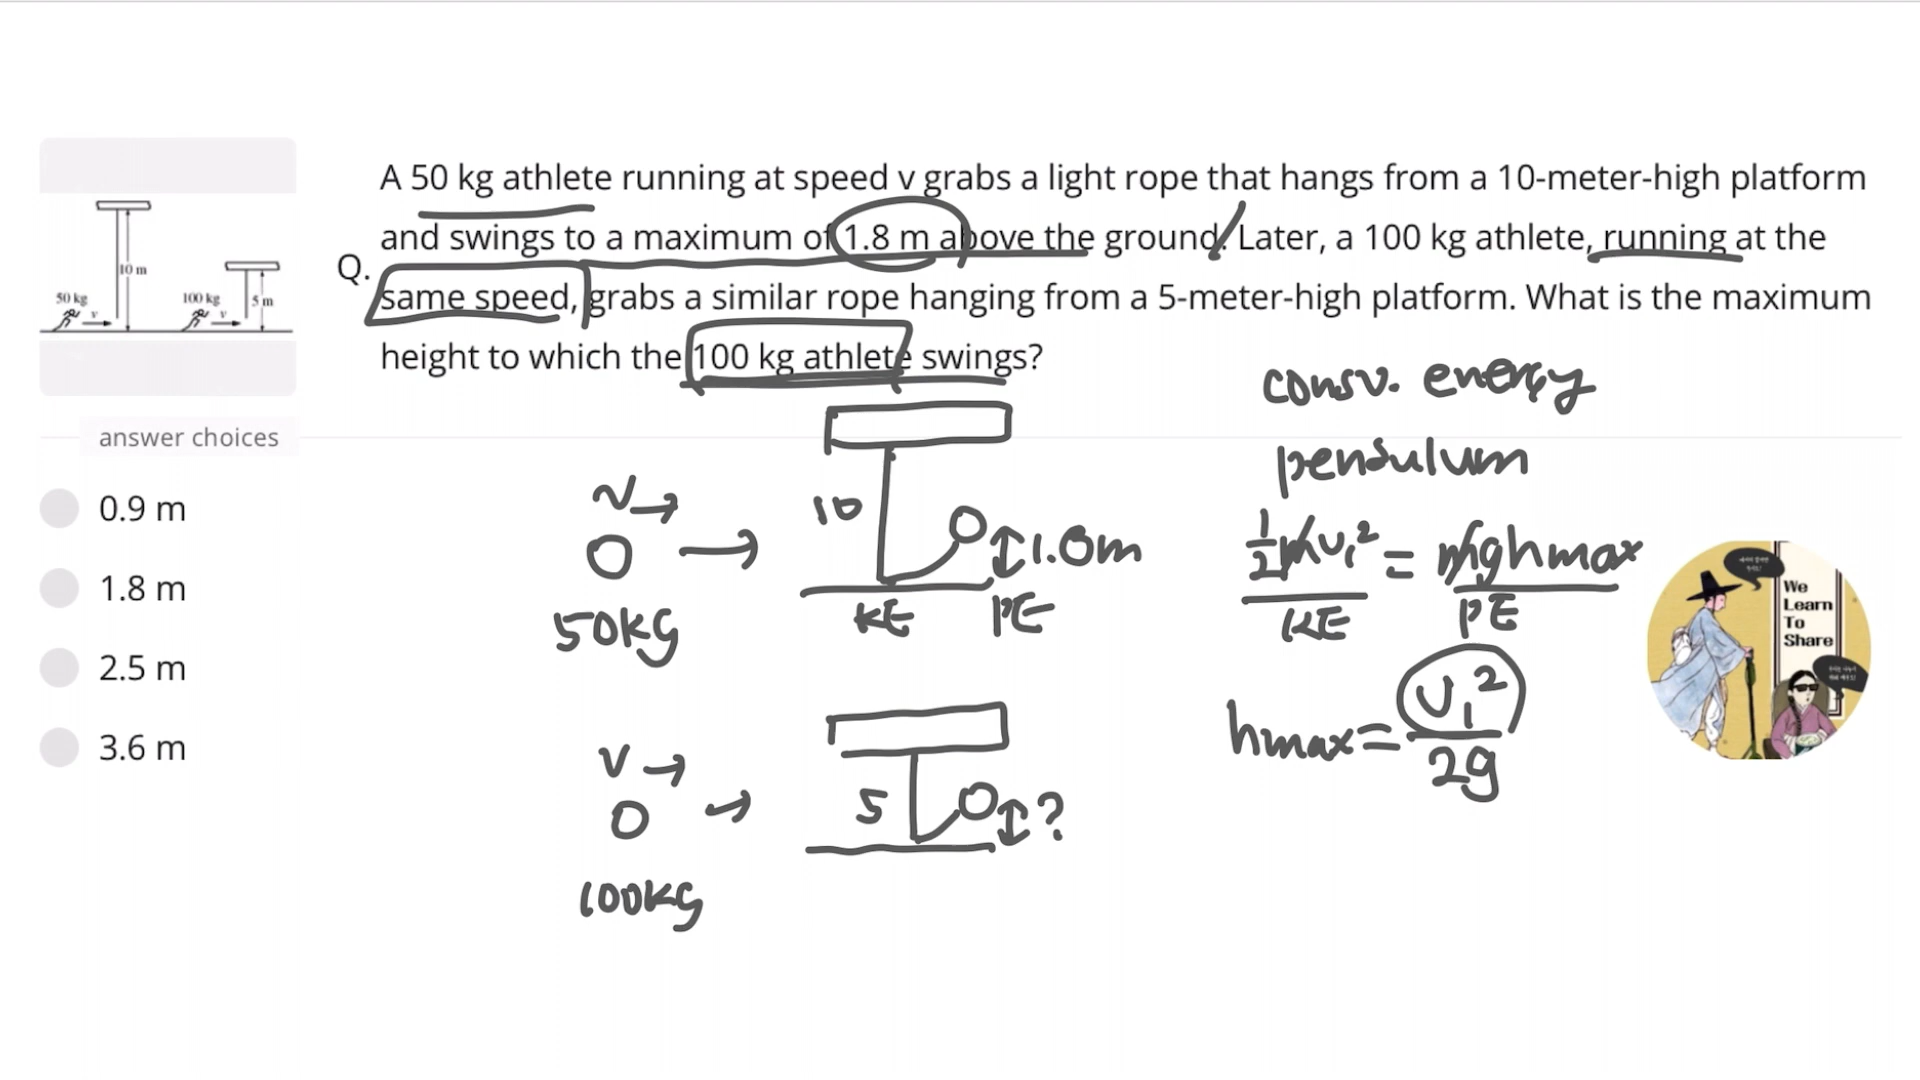 A 50 kg athlete running at speed v grabs a light rope that hangs from a 10-meter-high platform
and swings to a maximum of 1.8 m above the ground. Later, a 100 kg athlete, running at the
Q.
same speed, grabs a similar rope hanging from a 5-meter-high platform. What is the maximum
height to which the 100 kg athlete swings?
10 m
50 kg
v
100 kg
v
5 m
answer choices
0.9 m
1.8 m
2.5 m
3.6 m
consv. energy
pendulum
v
10
1.8m
50kg
KE
PE
1/2 mv₁² = mghmax
KE
PE
hmax = v₁²/2g
v
5
?
100kg
We
Learn
To
Share